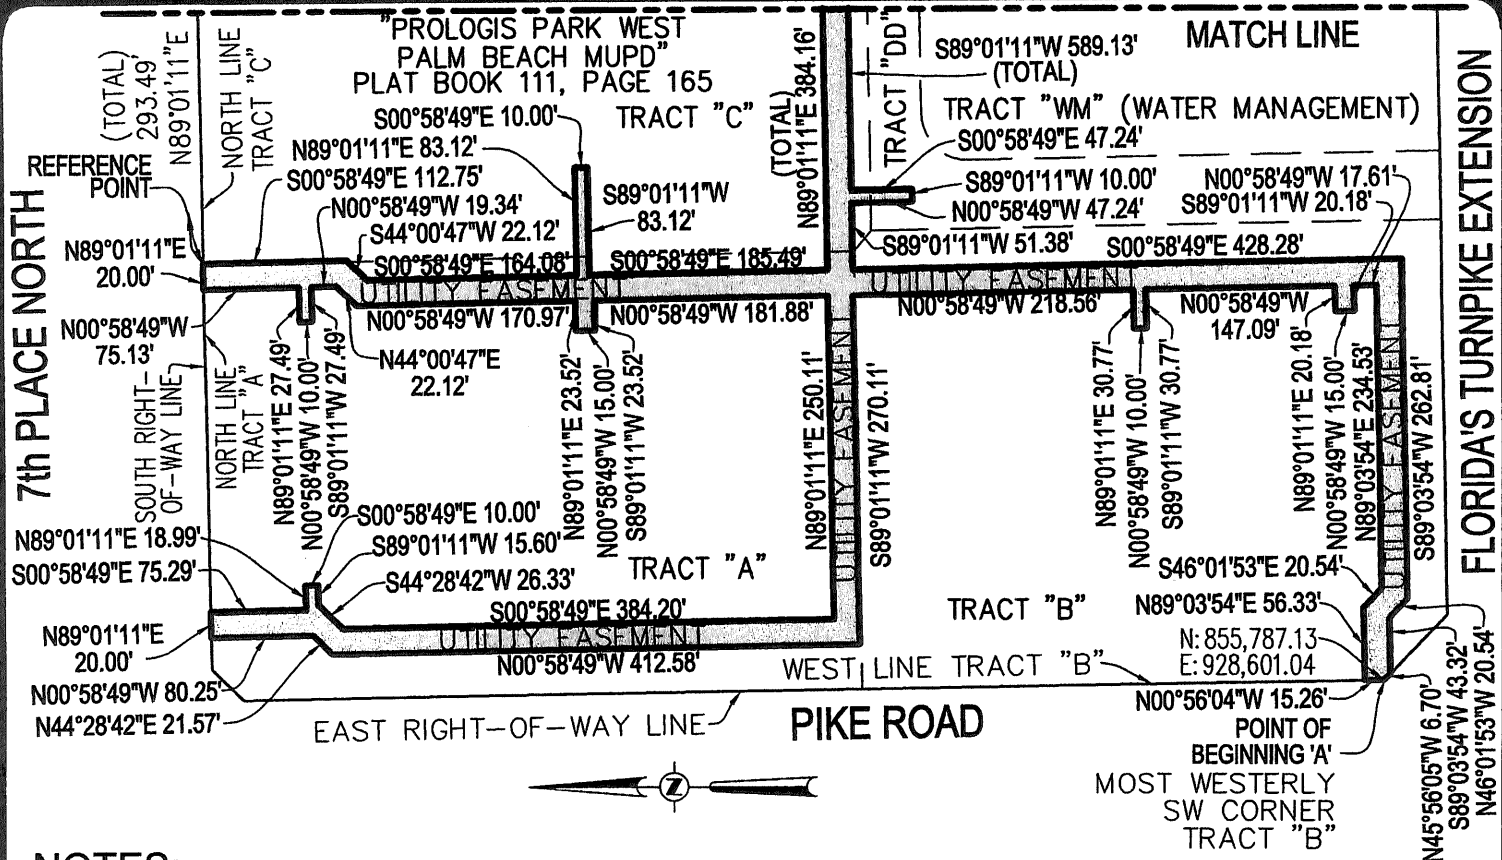 "PROLOGIS PARK WEST
PALM BEACH MUPD"
PLAT BOOK 111, PAGE 165
MATCH LINE
S89°01'11"W 589.13'
(TOTAL)
TRACT "DD"
TRACT "WM" (WATER MANAGEMENT)
TRACT "C"
(TOTAL)
N89°01'11"E 384.16'
(TOTAL)
293.49'
N89°01'11"E
NORTH LINE
TRACT "C"
REFERENCE
POINT
S00°58'49"E 10.00'
N89°01'11"E 83.12'
S00°58'49"E 112.75'
N00°58'49"W 19.34'
S44°00'47"W 22.12'
S00°58'49"E 164.08'
S89°01'11"W
83.12'
S00°58'49"E 185.49'
S00°58'49"E 47.24'
S89°01'11"W 10.00'
N00°58'49"W 47.24'
S89°01'11"W 51.38'
N00°58'49"W 17.61'
S89°01'11"W 20.18'
S00°58'49"E 428.28'
FLORIDA'S TURNPIKE EXTENSION
7th PLACE NORTH
N89°01'11"E
20.00'
N00°58'49"W
75.13'
UTILITY EASEMENT
UTILITY EASEMENT
N00°58'49"W 170.97'
N00°58'49"W 181.88'
N00°58'49"W 218.56'
N00°58'49"W
147.09'
N44°00'47"E
22.12'
SOUTH RIGHT-
OF-WAY LINE
NORTH LINE
TRACT "A"
N89°01'11"E 27.49'
N00°58'49"W 10.00'
S89°01'11"W 27.49'
N89°01'11"E 23.52'
N00°58'49"W 15.00'
S89°01'11"W 23.52'
N89°01'11"E 250.11'
UTILITY EASEMENT
S89°01'11"W 270.11'
N89°01'11"E 30.77'
N00°58'49"W 10.00'
S89°01'11"W 30.77'
N89°01'11"E 20.18'
N00°58'49"W 15.00'
N89°03'54"E 234.53'
UTILITY EASEMENT
S89°03'54"W 262.81'
S00°58'49"E 10.00'
N89°01'11"E 18.99'
S89°01'11"W 15.60'
S00°58'49"E 75.29'
S44°28'42"W 26.33'
TRACT "A"
S00°58'49"E 384.20'
UTILITY EASEMENT
N00°58'49"W 412.58'
N89°01'11"E
20.00'
N00°58'49"W 80.25'
N44°28'42"E 21.57'
TRACT "B"
S46°01'53"E 20.54'
N89°03'54"E 56.33'
N: 855,787.13
E: 928,601.04
WEST LINE TRACT "B"
N00°56'04"W 15.26'
EAST RIGHT-OF-WAY LINE
PIKE ROAD
POINT OF
BEGINNING 'A'
MOST WESTERLY
SW CORNER
TRACT "B"
N45°56'05"W 6.70'
S89°03'54"W 43.32'
N46°01'53"W 20.54'
Z
NOTES: